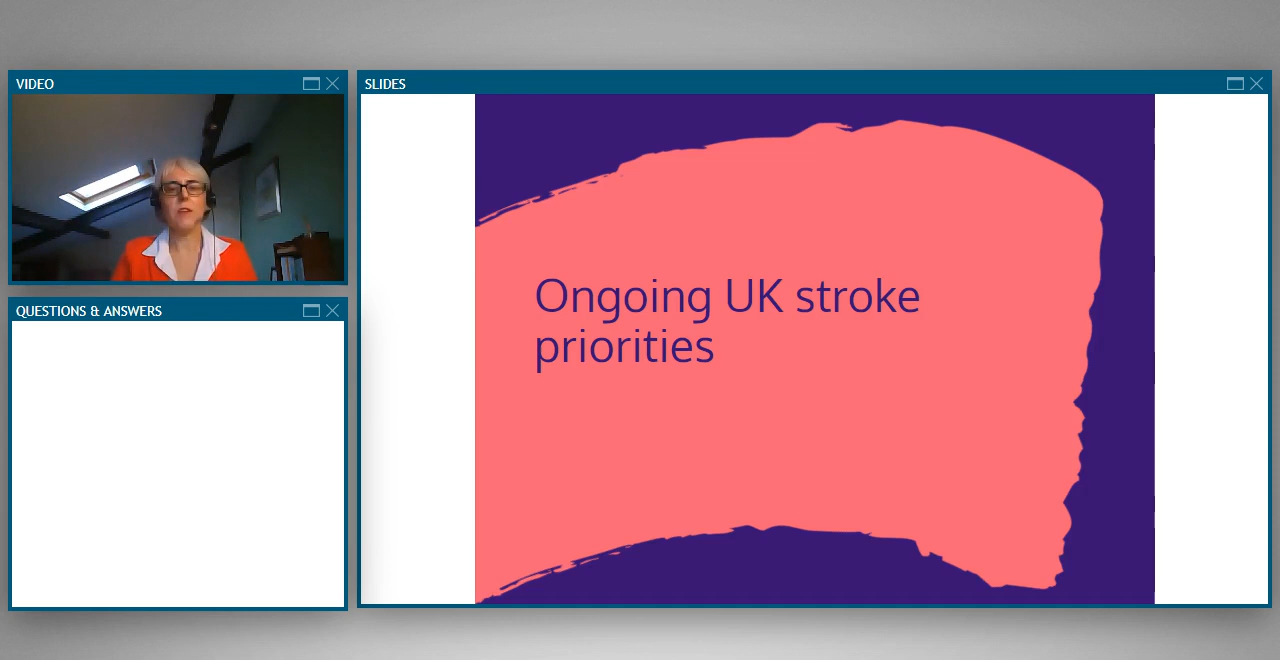 VIDEO
SLIDES
Ongoing UK stroke
priorities
QUESTIONS & ANSWERS